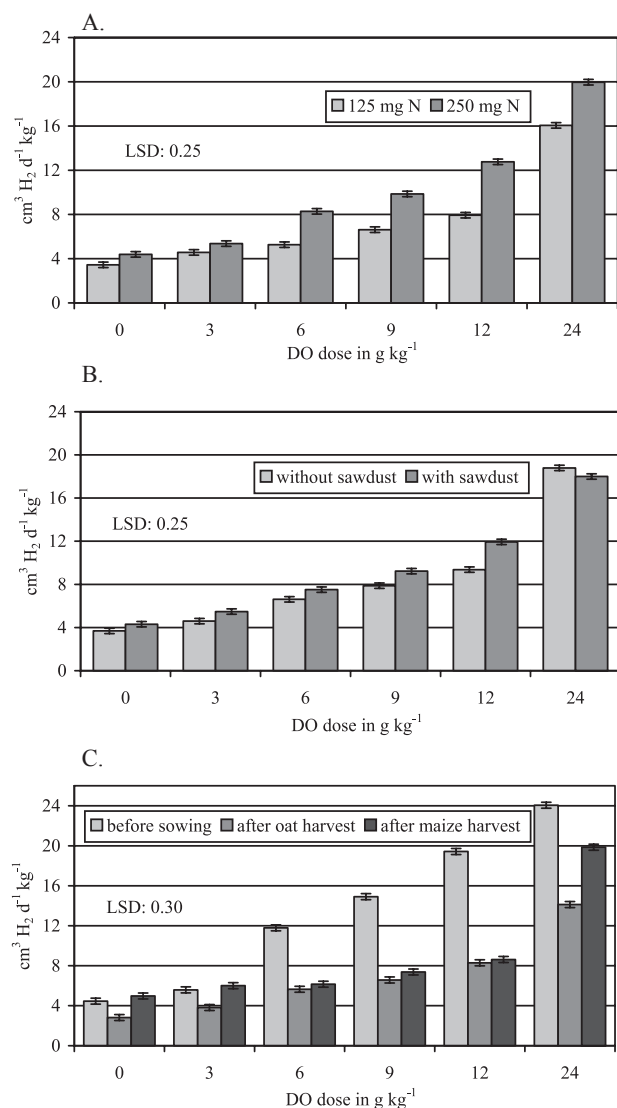 A.
24
20
16
12
8
4
0
cm³ H₂ d⁻¹ kg⁻¹
125 mg N 250 mg N
LSD: 0.25
0 3 6 9 12 24
DO dose in g kg⁻¹
B.
24
20
16
12
8
4
0
cm³ H₂ d⁻¹ kg⁻¹
without sawdust with sawdust
LSD: 0.25
0 3 6 9 12 24
DO dose in g kg⁻¹
C.
24
20
16
12
8
4
0
cm³ H₂ d⁻¹ kg⁻¹
before sowing after oat harvest after maize harvest
LSD: 0.30
0 3 6 9 12 24
DO dose in g kg⁻¹